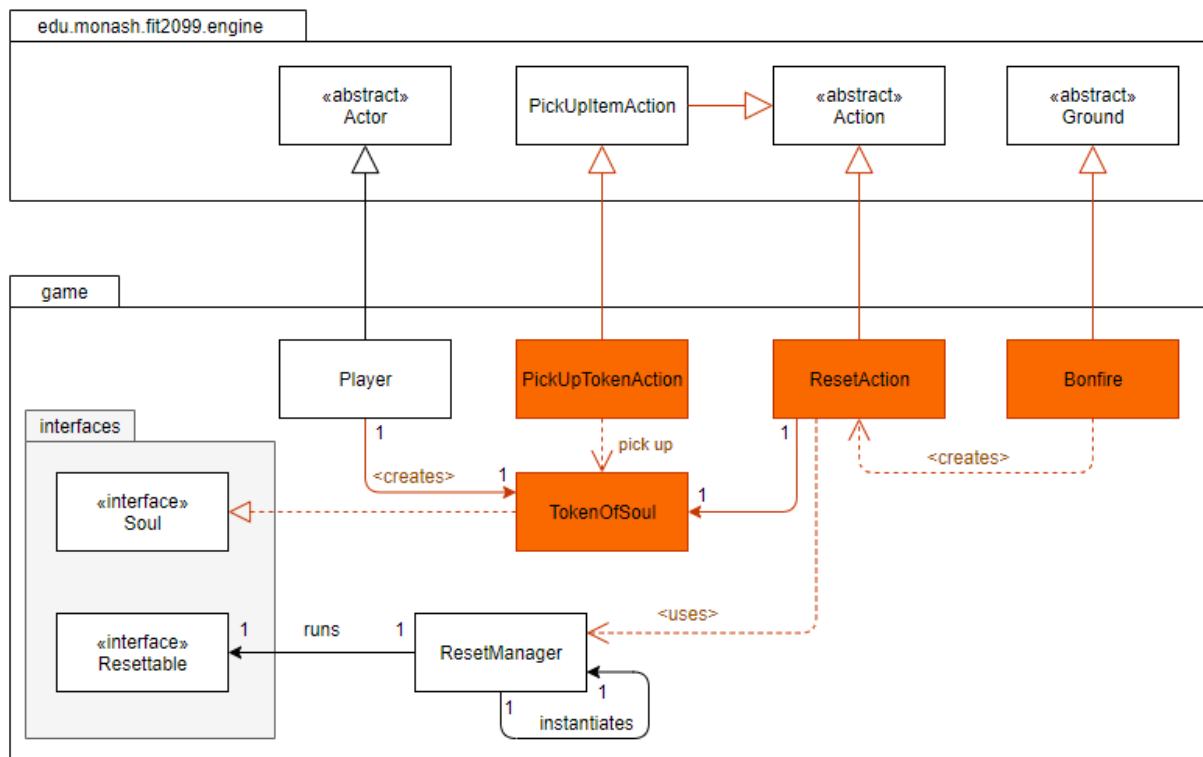 edu.monash.fit2099.engine
«abstract»
Actor
PickUpItemAction
«abstract»
Action
«abstract»
Ground
game
Player
PickUpTokenAction
ResetAction
Bonfire
interfaces
1
pick up
1
<creates>
1
<creates>
«interface»
Soul
TokenOfSoul
1
<uses>
«interface»
Resettable
1
runs
1
ResetManager
1
1
instantiates